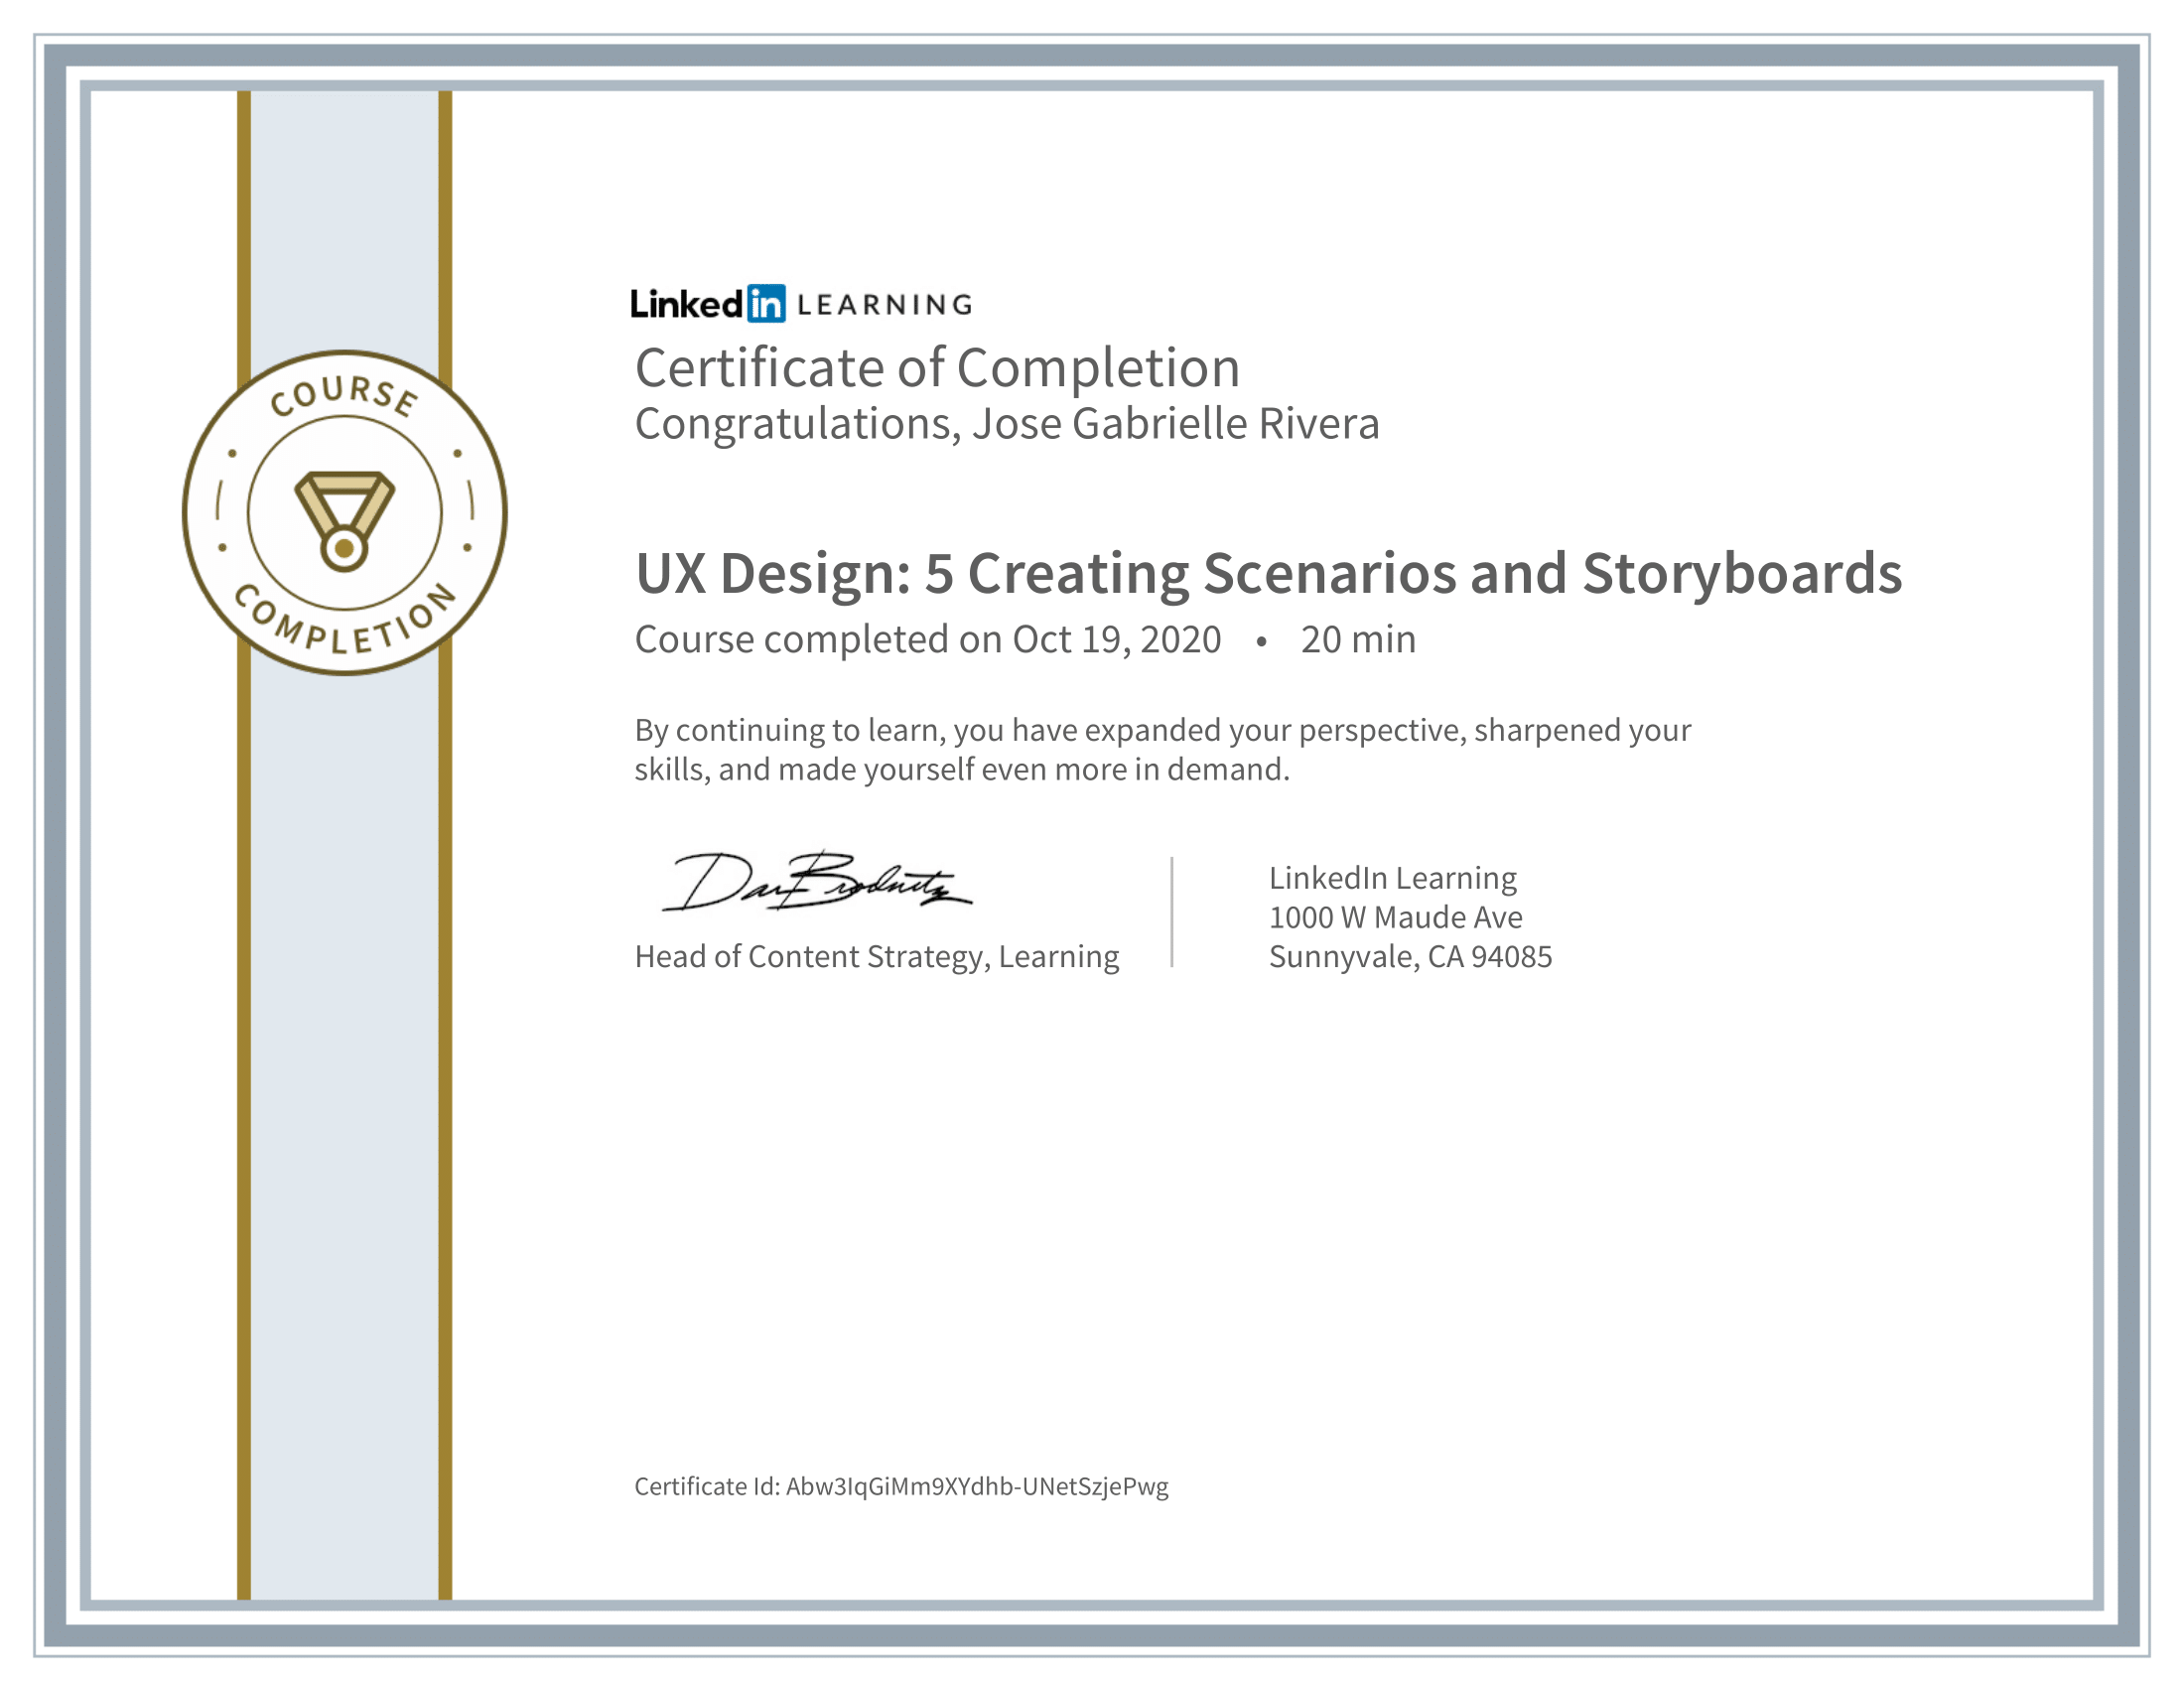 COURSE
COMPLETION
Linked in LEARNING
Certificate of Completion
Congratulations, Jose Gabrielle Rivera
UX Design: 5 Creating Scenarios and Storyboards
Course completed on Oct 19, 2020 • 20 min
By continuing to learn, you have expanded your perspective, sharpened your
skills, and made yourself even more in demand.
Dan Brodnitz
Head of Content Strategy, Learning
LinkedIn Learning
1000 W Maude Ave
Sunnyvale, CA 94085
Certificate Id: Abw3IqGiMm9XYdhb-UNetSzjePwg